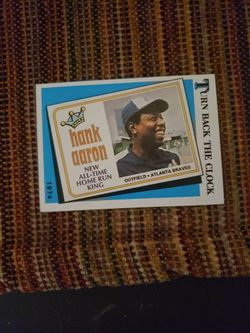 TURN BACK THE CLOCK
hank
aaron
NEW
ALL-TIME
HOME RUN
KING
OUTFIELD • ATLANTA BRAVES
1974